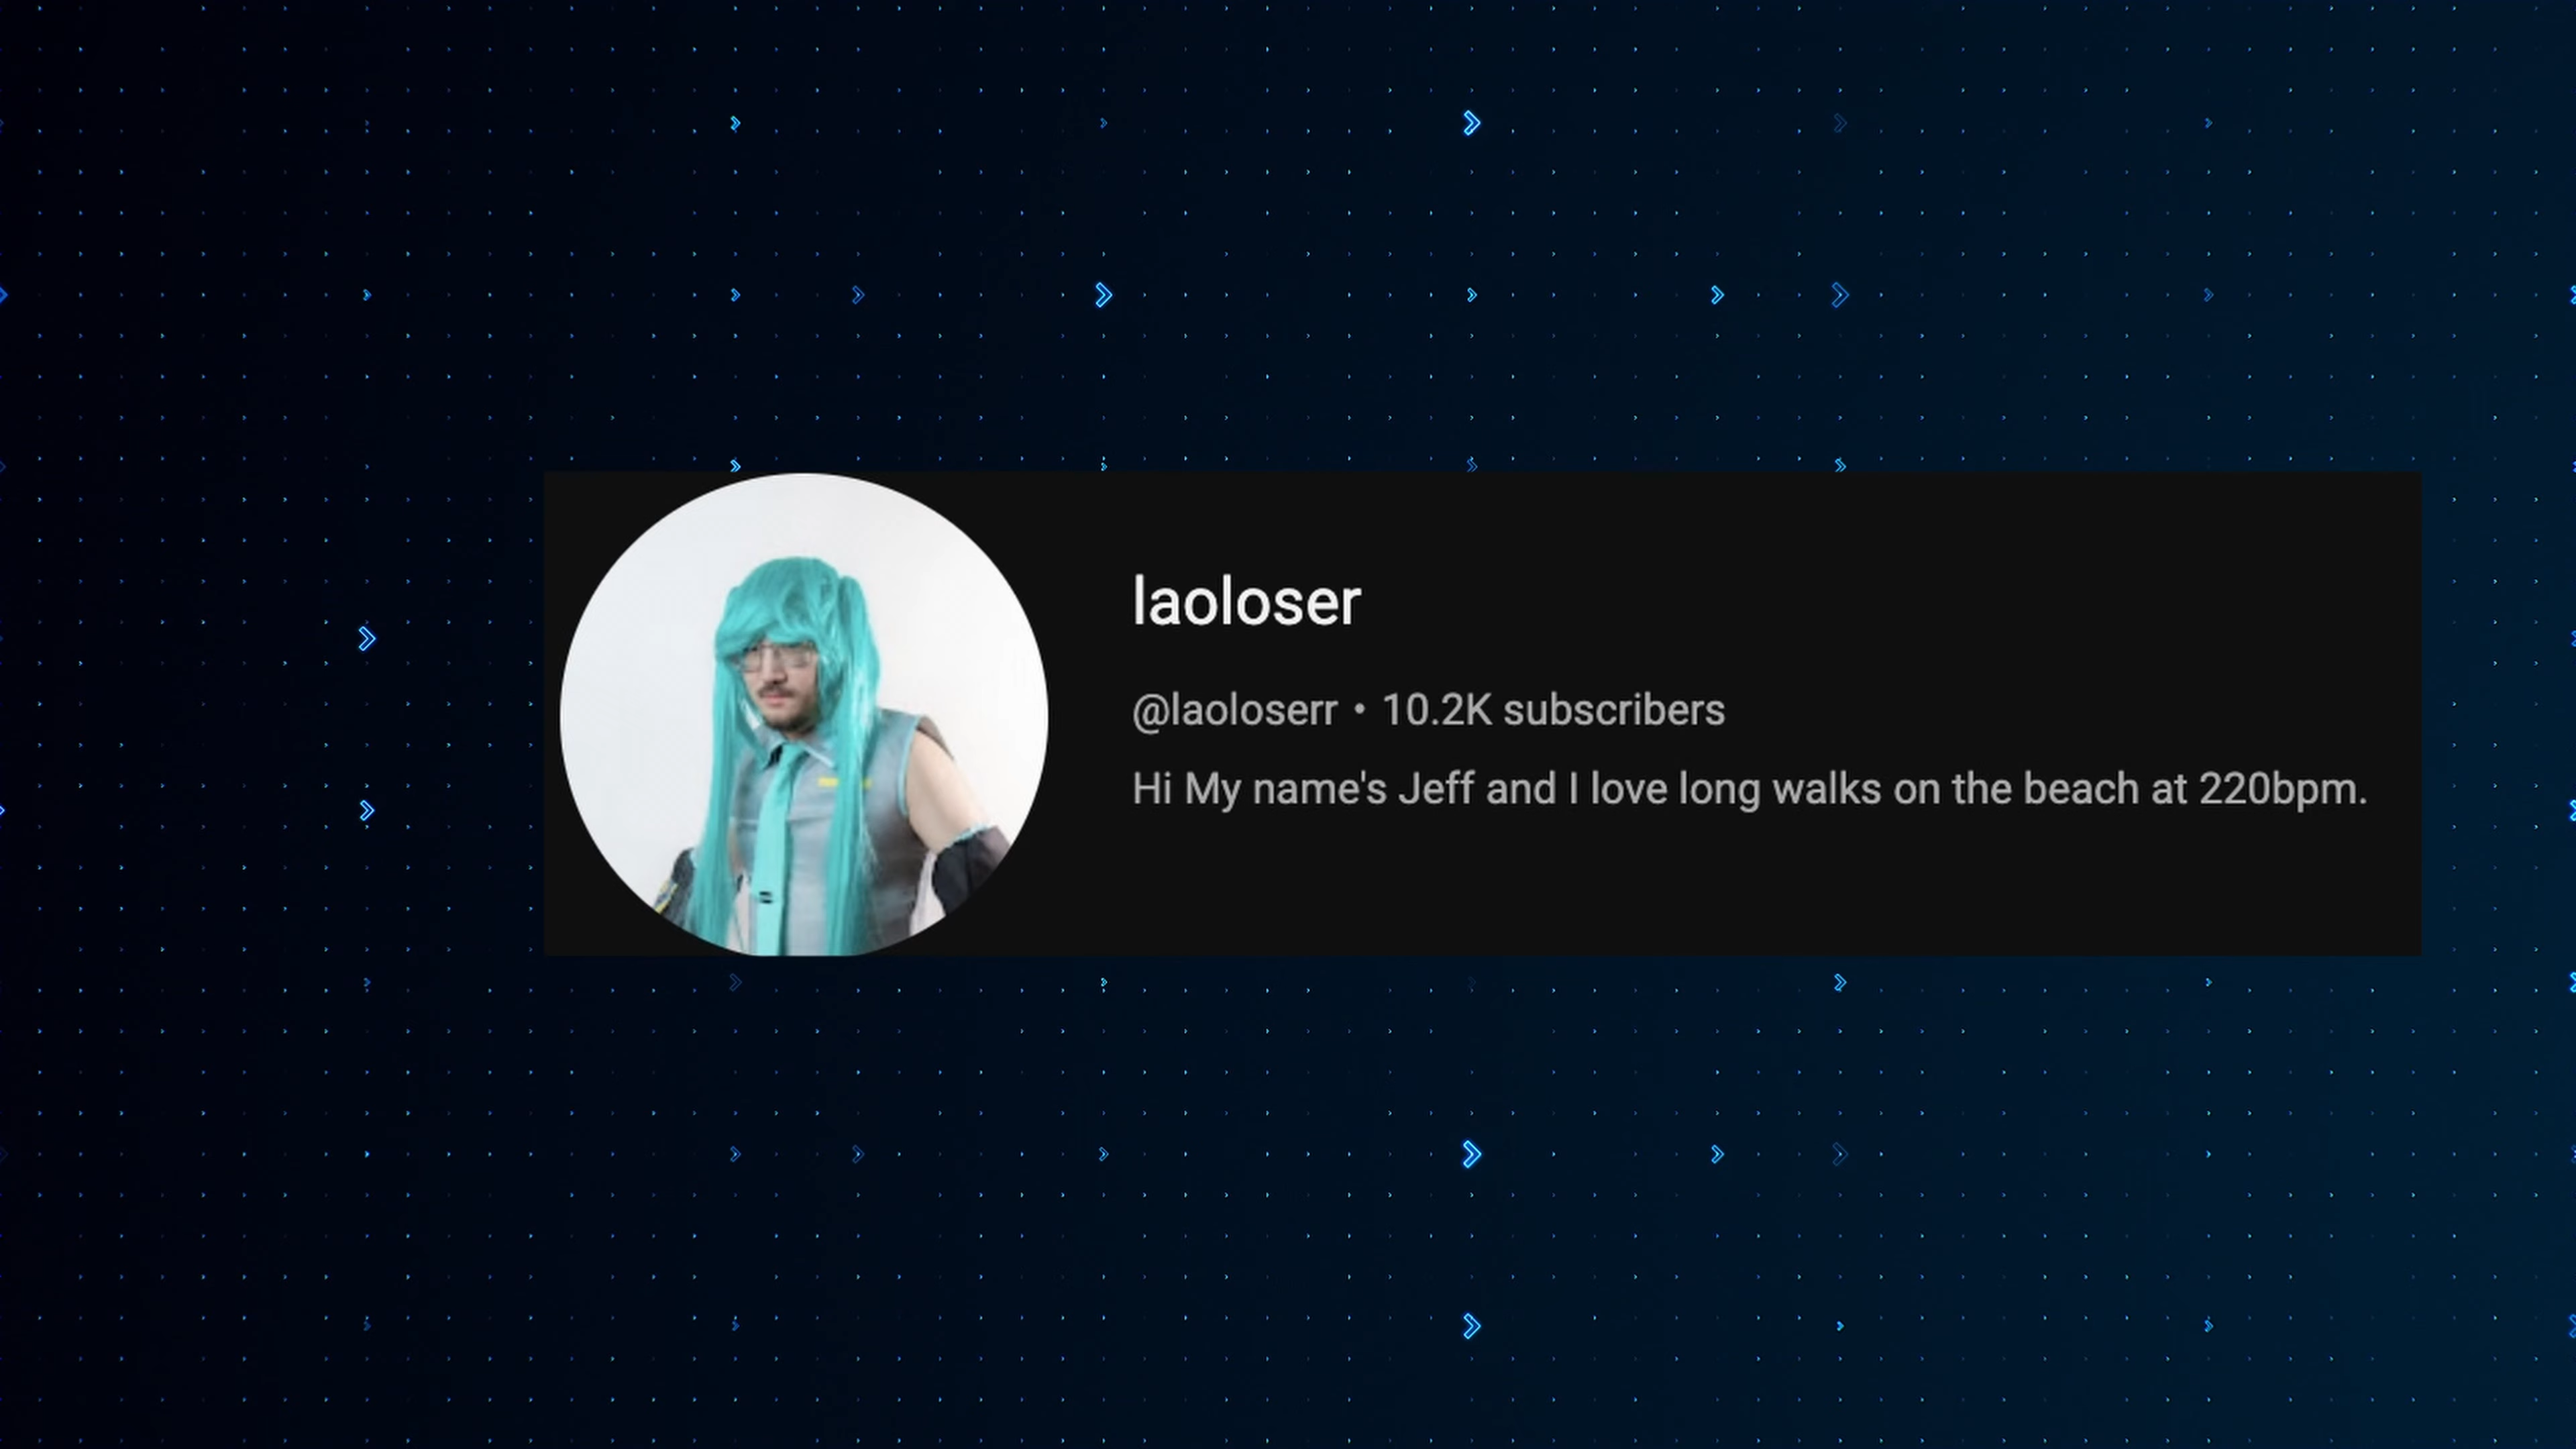 laoloser
@laoloserr • 10.2K subscribers
Hi My name's Jeff and I love long walks on the beach at 220bpm.